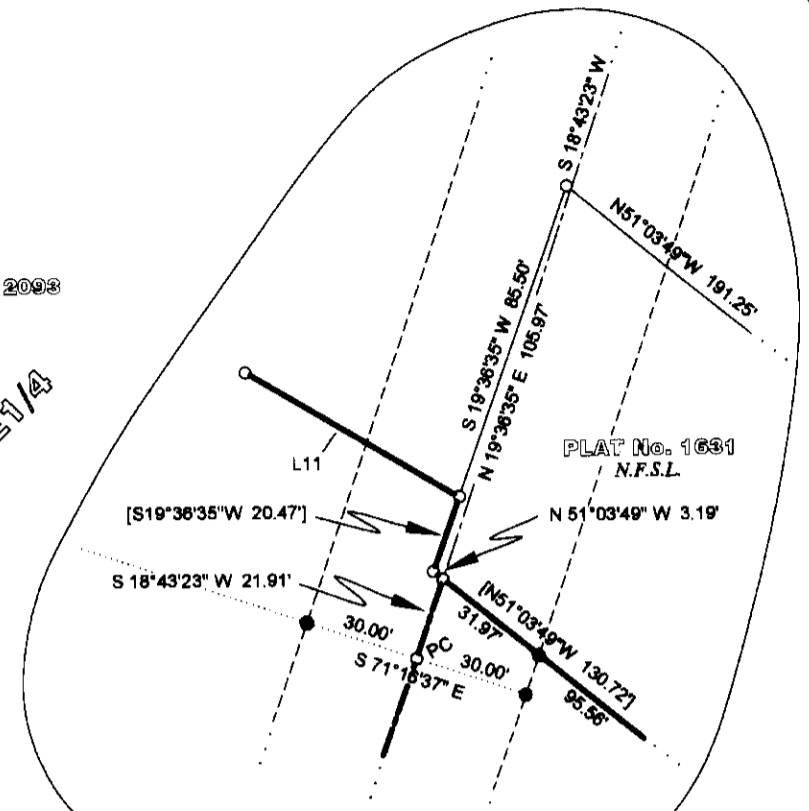 S 18°43'23" W
N51°03'49"W 191.25'
2093
S 19°36'35" W 85.50'
N 19°36'35" E 105.97'
PLAT No. 1631
N.F.S.L.
L11
[S19°36'35"W 20.47']
N 51°03'49" W 3.19'
S 18°43'23" W 21.91'
[N51°03'49"W 130.72']
31.97'
30.00'
PC
30.00'
S 71°16'37" E
95.56'
1/4